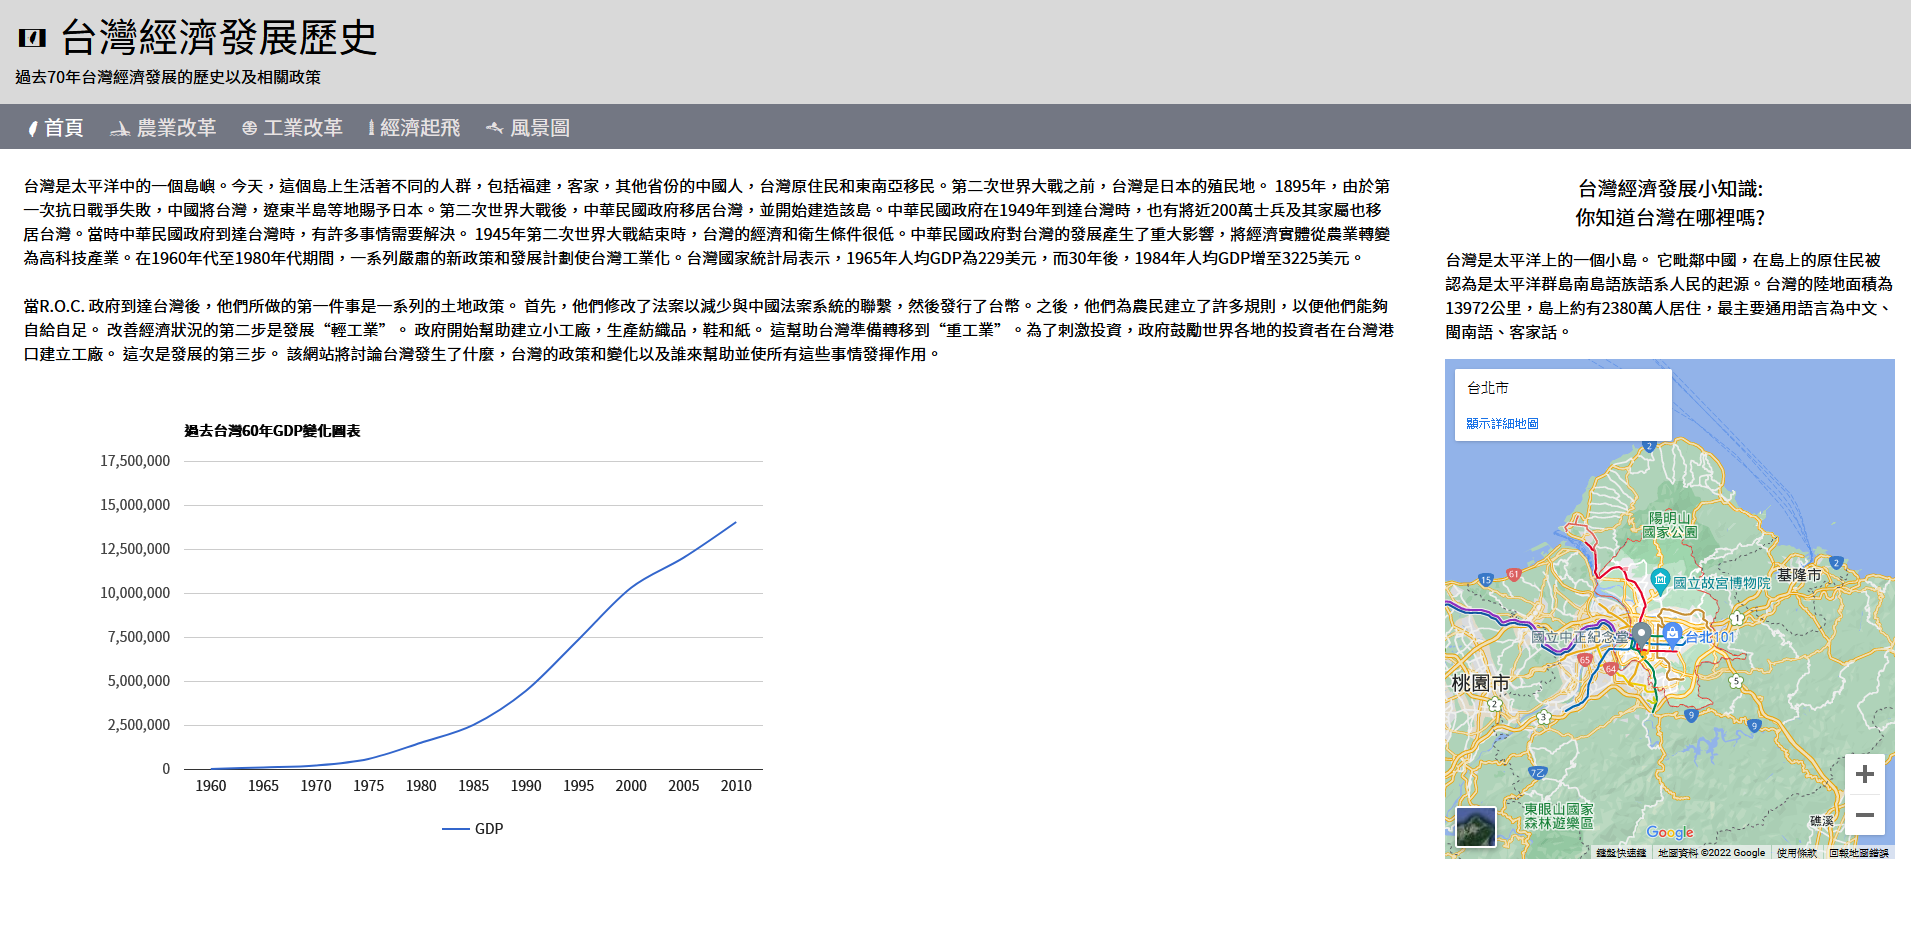 台灣經濟發展歷史
過去70年台灣經濟發展的歷史以及相關政策
首頁 農業改革 工業改革 經濟起飛 風景圖
台灣是太平洋中的一個島嶼。今天，這個島上生活著不同的人群，包括福建，客家，其他省份的中國人，台灣原住民和東南亞移民。第二次世界大戰之前，台灣是日本的殖民地。 1895年，由於第
一次抗日戰爭失敗，中國將台灣，遼東半島等地賜予日本。第二次世界大戰後，中華民國政府移居台灣，並開始建造該島。中華民國政府在1949年到達台灣時，也有將近200萬士兵及其家屬也移
居台灣。當時中華民國政府到達台灣時，有許多事情需要解決。 1945年第二次世界大戰結束時，台灣的經濟和衛生條件很低。中華民國政府對台灣的發展產生了重大影響，將經濟實體從農業轉變
為高科技產業。在1960年代至1980年代期間，一系列嚴肅的新政策和發展計劃使台灣工業化。台灣國家統計局表示，1965年人均GDP為229美元，而30年後，1984年人均GDP增至3225美元。
當R.O.C. 政府到達台灣後，他們所做的第一件事是一系列的土地政策。 首先，他們修改了法案以減少與中國法案系統的聯繫，然後發行了台幣。之後，他們為農民建立了許多規則，以便他們能夠
自給自足。 改善經濟狀況的第二步是發展“輕工業”。 政府開始幫助建立小工廠，生產紡織品，鞋和紙。 這幫助台灣準備轉移到“重工業”。為了刺激投資，政府鼓勵世界各地的投資者在台灣港
口建立工廠。 這次是發展的第三步。 該網站將討論台灣發生了什麼，台灣的政策和變化以及誰來幫助並使所有這些事情發揮作用。
過去台灣60年GDP變化圖表
17,500,000
15,000,000
12,500,000
10,000,000
7,500,000
5,000,000
2,500,000
0
1960 1965 1970 1975 1980 1985 1990 1995 2000 2005 2010
GDP
台灣經濟發展小知識:
你知道台灣在哪裡嗎?
台灣是太平洋上的一個小島。 它毗鄰中國，在島上的原住民被
認為是太平洋群島南島語族語系人民的起源。台灣的陸地面積為
13972公里，島上約有2380萬人居住，最主要通用語言為中文、
閩南語、客家話。
台北市
顯示詳細地圖
2
陽明山
國家公園
2
15
61
基隆市
國立故宮博物院
1
國立中正紀念堂
台北101
65
64
桃園市
5
2
3
9
9
7乙
東眼山國家
森林遊樂區
礁溪
Google
鍵盤快速鍵 地圖資料 ©2022 Google 使用條款 回報地圖錯誤